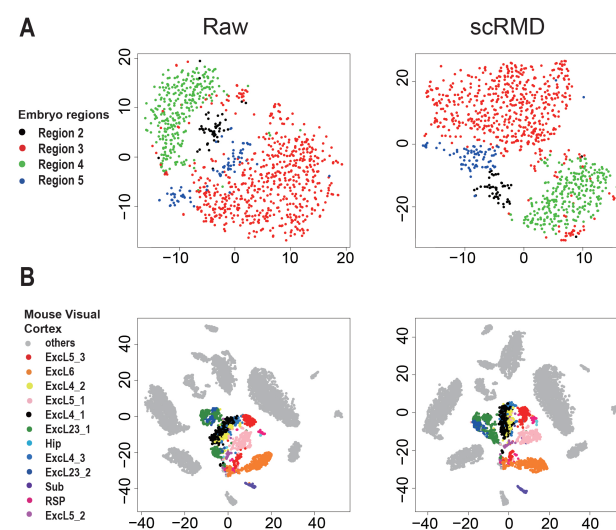 A
Raw
scRMD
Embryo regions
Region 2
Region 3
Region 4
Region 5
20
10
0
−10
−10 0 10 20
20
0
−20
−10 0 10
B
Mouse Visual
Cortex
others
ExcL5_3
ExcL6
ExcL4_2
ExcL5_1
ExcL4_1
ExcL23_1
Hip
ExcL4_3
ExcL23_2
Sub
RSP
ExcL5_2
40
20
0
−20
−40
−40 0 20 40
40
20
0
−20
−40
−40 −20 0 20 40